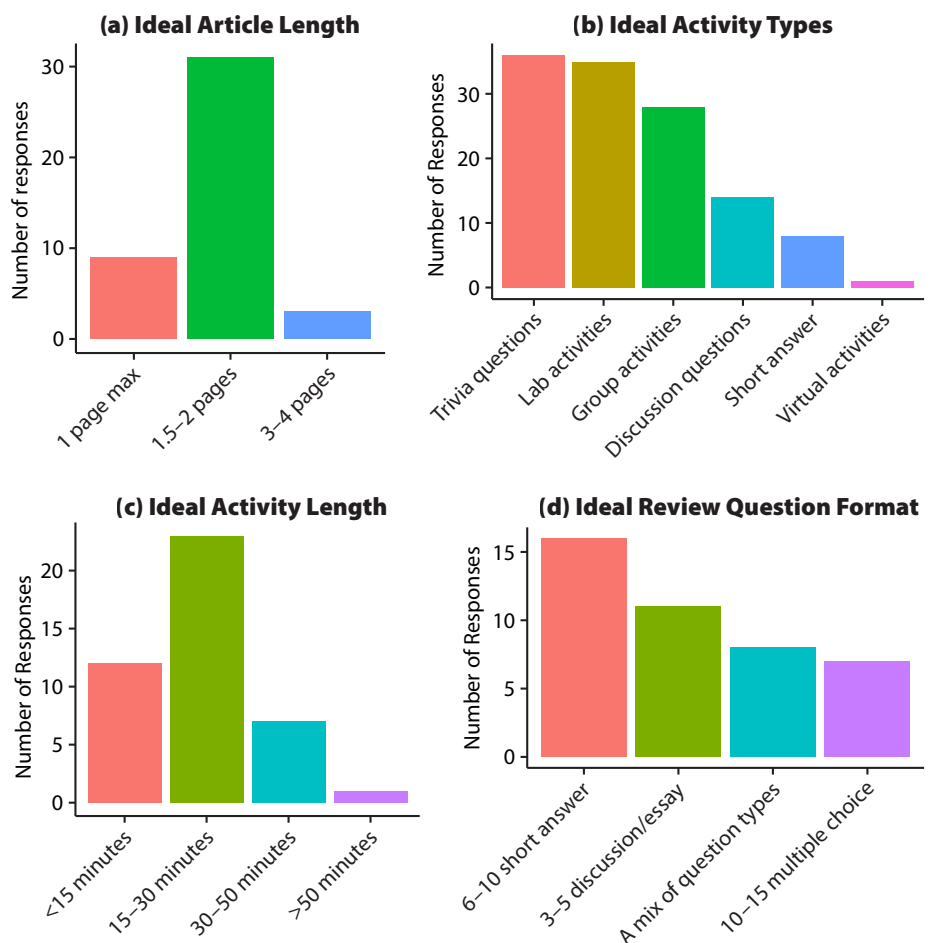 (a) Ideal Article Length
Number of responses
30
20
10
0
1 page max
1.5–2 pages
3–4 pages
(b) Ideal Activity Types
Number of Responses
30
20
10
0
Trivia questions
Lab activities
Group activities
Discussion questions
Short answer
Virtual activities
(c) Ideal Activity Length
Number of Responses
20
15
10
5
0
<15 minutes
15–30 minutes
30–50 minutes
>50 minutes
(d) Ideal Review Question Format
Number of Responses
15
10
5
0
6–10 short answer
3–5 discussion/essay
A mix of question types
10–15 multiple choice